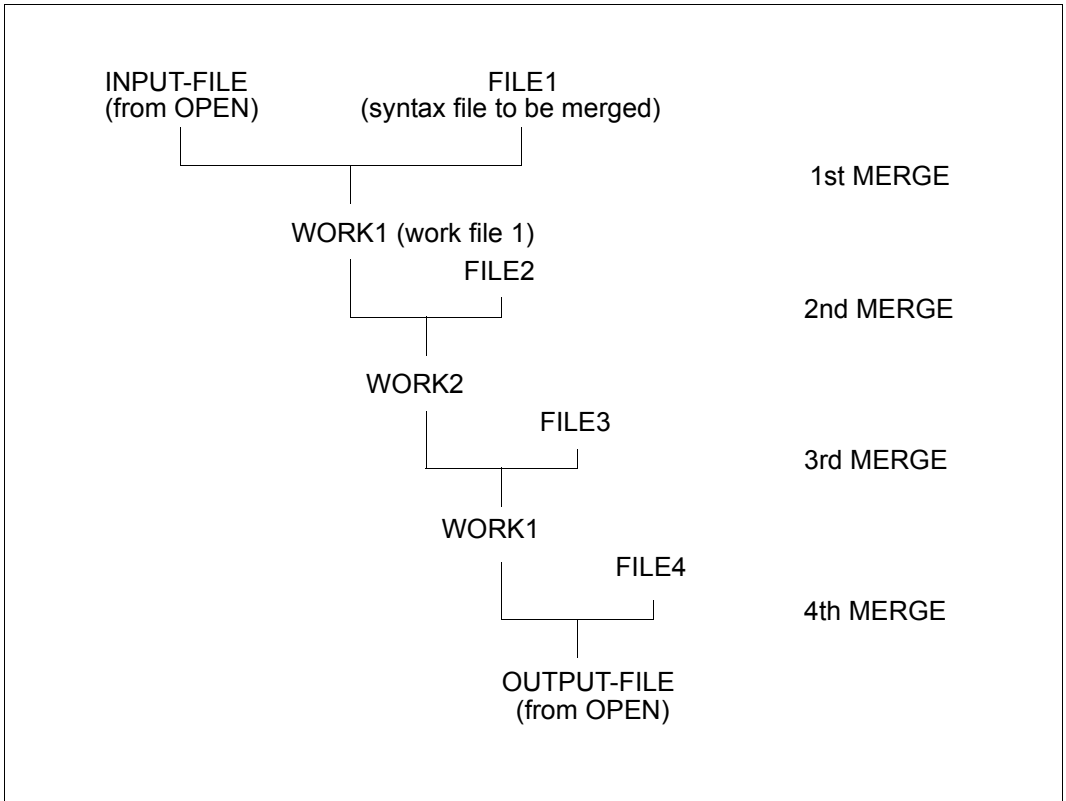 INPUT-FILE
(from OPEN)
FILE1
(syntax file to be merged)
1st MERGE
WORK1 (work file 1)
FILE2
2nd MERGE
WORK2
FILE3
3rd MERGE
WORK1
FILE4
4th MERGE
OUTPUT-FILE
(from OPEN)